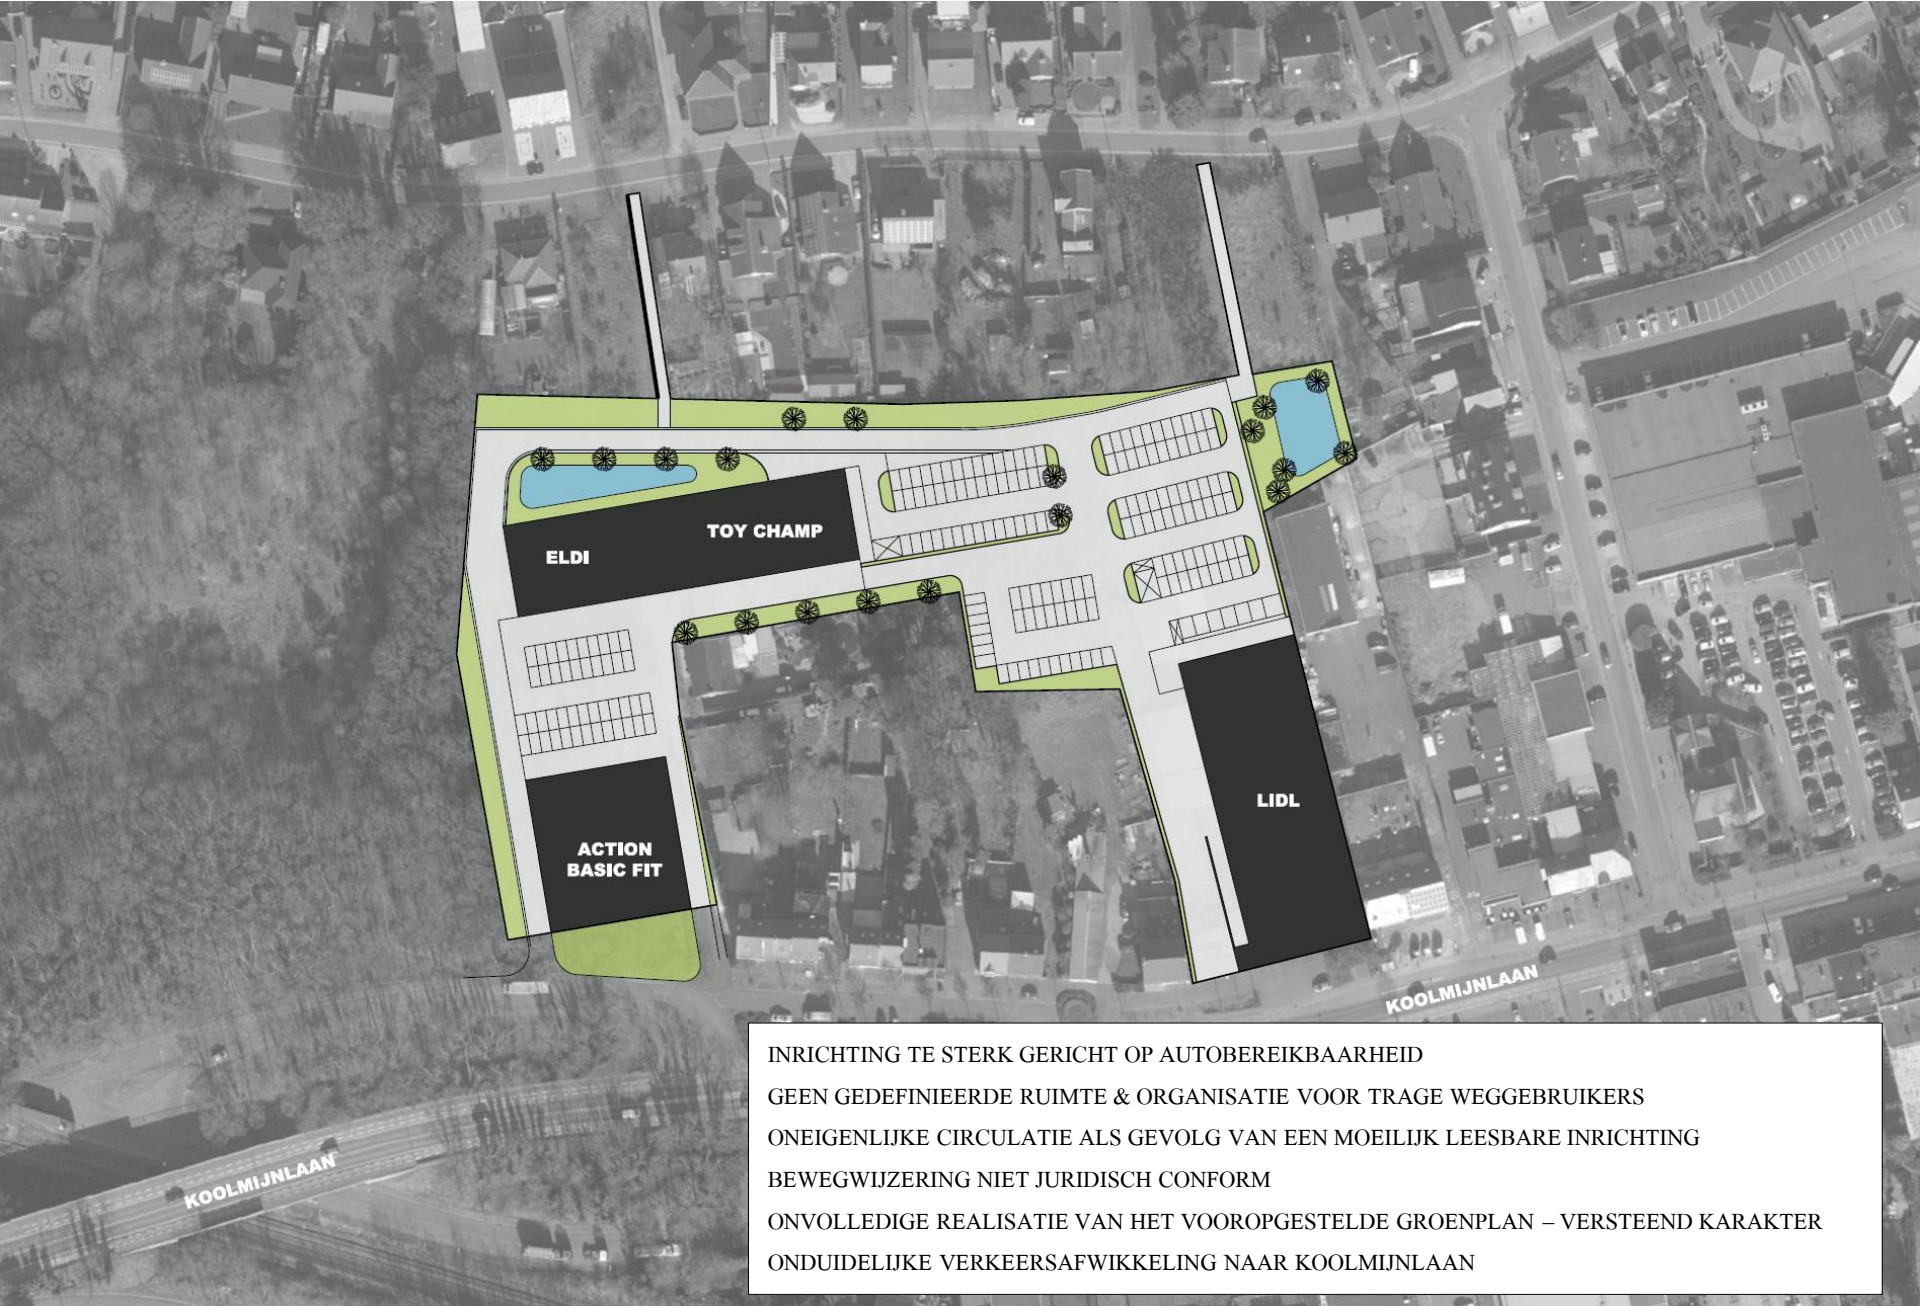 TOY CHAMP
ELDI
LIDL
ACTION
BASIC FIT
KOOLMIJNLAAN
INRICHTING TE STERK GERICHT OP AUTOBEREIKBAARHEID
GEEN GEDEFINIEERDE RUIMTE & ORGANISATIE VOOR TRAGE WEGGEBRUIKERS
ONEIGENLIJKE CIRCULATIE ALS GEVOLG VAN EEN MOEILIJK LEESBARE INRICHTING
BEWEGWIJZERING NIET JURIDISCH CONFORM
ONVOLLEDIGE REALISATIE VAN HET VOOROPGESTELDE GROENPLAN – VERSTEEND KARAKTER
ONDUIDELIJKE VERKEERSAFWIKKELING NAAR KOOLMIJNLAAN
KOOLMIJNLAAN